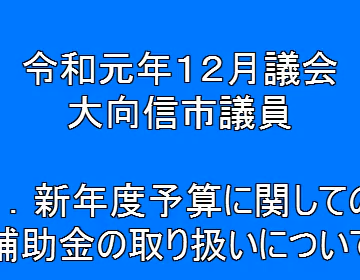 令和元年１２月議会
大向信市議員
．新年度予算に関しての
補助金の取り扱いについて